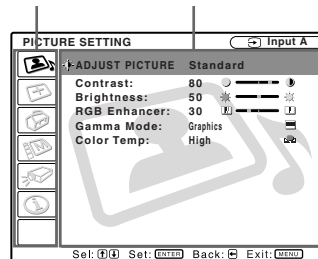 PICTURE SETTING Input A
ADJUST PICTURE Standard
Contrast: 80
Brightness: 50
RGB Enhancer: 30
Gamma Mode: Graphics
Color Temp: High
Sel: Set: ENTER Back: Exit: MENU